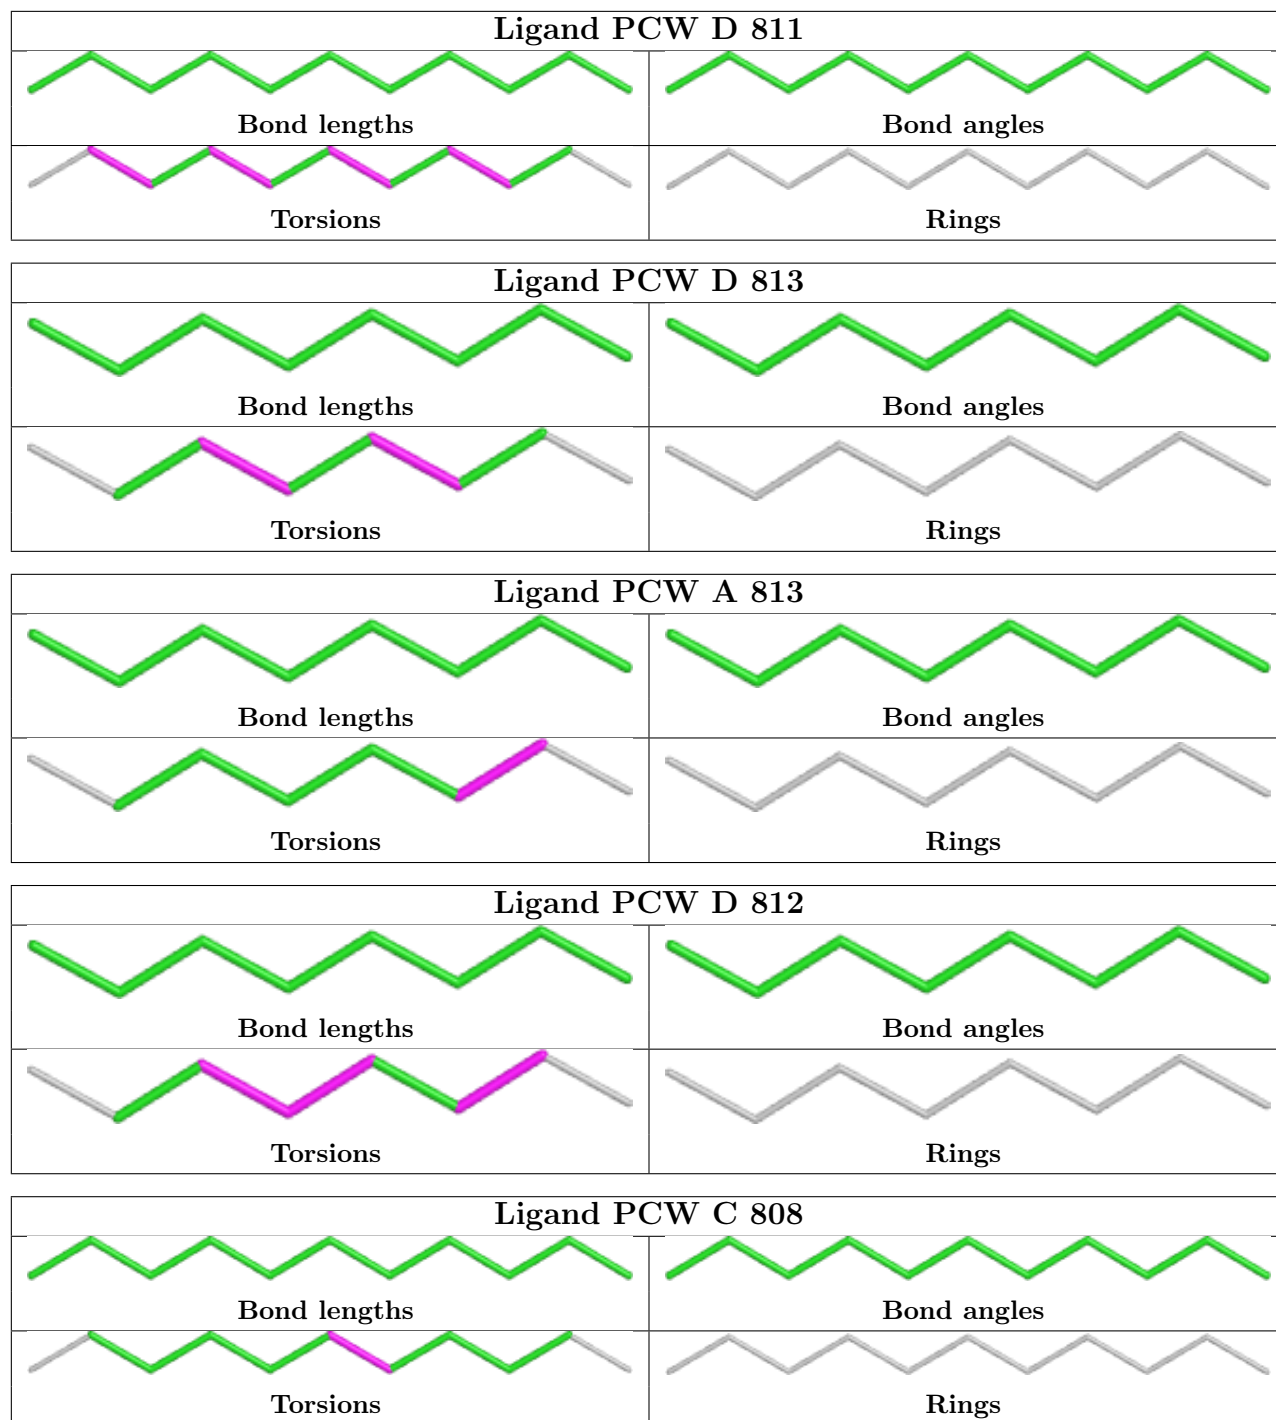 Ligand PCW D 811
Bond lengths
Bond angles
Torsions
Rings
Ligand PCW D 813
Bond lengths
Bond angles
Torsions
Rings
Ligand PCW A 813
Bond lengths
Bond angles
Torsions
Rings
Ligand PCW D 812
Bond lengths
Bond angles
Torsions
Rings
Ligand PCW C 808
Bond lengths
Bond angles
Torsions
Rings